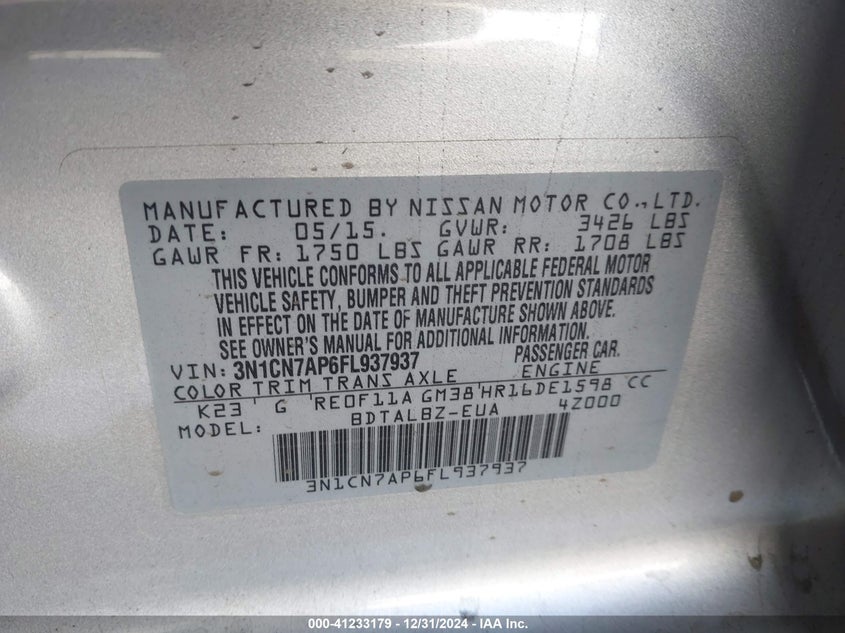 MANUFACTURED BY NISSAN MOTOR CO.,LTD.
DATE: 05/15. GVWR: 3426 LBS
GAWR FR: 1750 LBS GAWR RR: 1708 LBS
THIS VEHICLE CONFORMS TO ALL APPLICABLE FEDERAL MOTOR
VEHICLE SAFETY, BUMPER AND THEFT PREVENTION STANDARDS
IN EFFECT ON THE DATE OF MANUFACTURE SHOWN ABOVE.
SEE OWNER'S MANUAL FOR ADDITIONAL INFORMATION.
VIN: 3N1CN7AP6FL937937 PASSENGER CAR.
COLOR TRIM TRANS AXLE ENGINE
K23 ' G ' RE0F11A GM38 ' HR16DE1598 CC
MODEL: BDTALBZ-EUA 4Z000
3N1CN7AP6FL937937
000-41233179 - 12/31/2024 - IAA Inc.